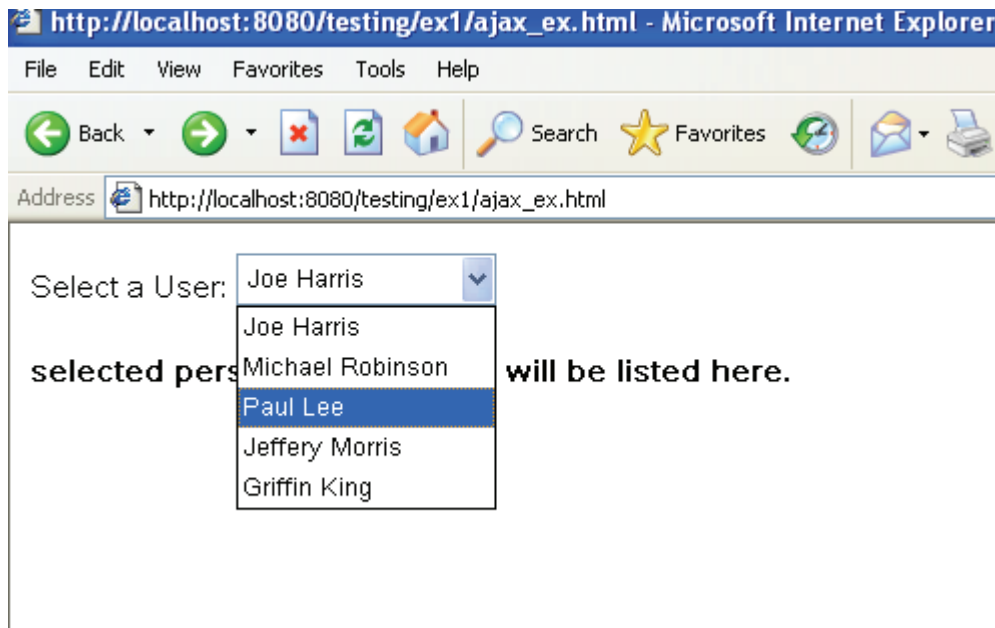 http://localhost:8080/testing/ex1/ajax_ex.html - Microsoft Internet Explorer
File Edit View Favorites Tools Help
Back Search Favorites
Address http://localhost:8080/testing/ex1/ajax_ex.html
Select a User: Joe Harris
Joe Harris
selected pers will be listed here.
Michael Robinson
Paul Lee
Jeffery Morris
Griffin King